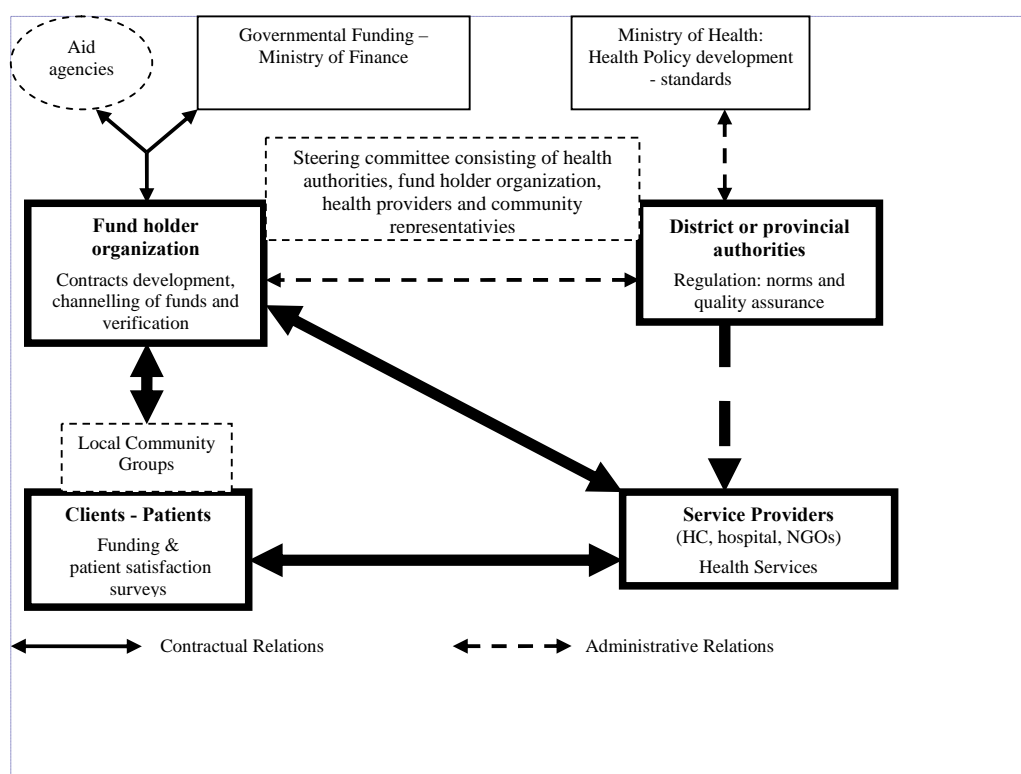 Aid
agencies
Governmental Funding –
Ministry of Finance
Ministry of Health:
Health Policy development
- standards
Steering committee consisting of health
authorities, fund holder organization,
health providers and community
representativies
Fund holder
organization
Contracts development,
channelling of funds and
verification
District or provincial
authorities
Regulation: norms and
quality assurance
Local Community
Groups
Clients - Patients
Funding &
patient satisfaction
surveys
Service Providers
(HC, hospital, NGOs)
Health Services
Contractual Relations
Administrative Relations